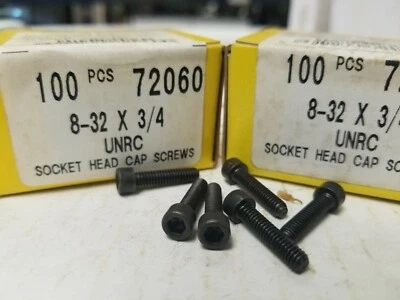 100 PCS 72060
8-32 X 3/4
UNRC
SOCKET HEAD CAP SCREWS
100 PCS 72
8-32 X 3/4
UNRC
SOCKET HEAD CAP SC